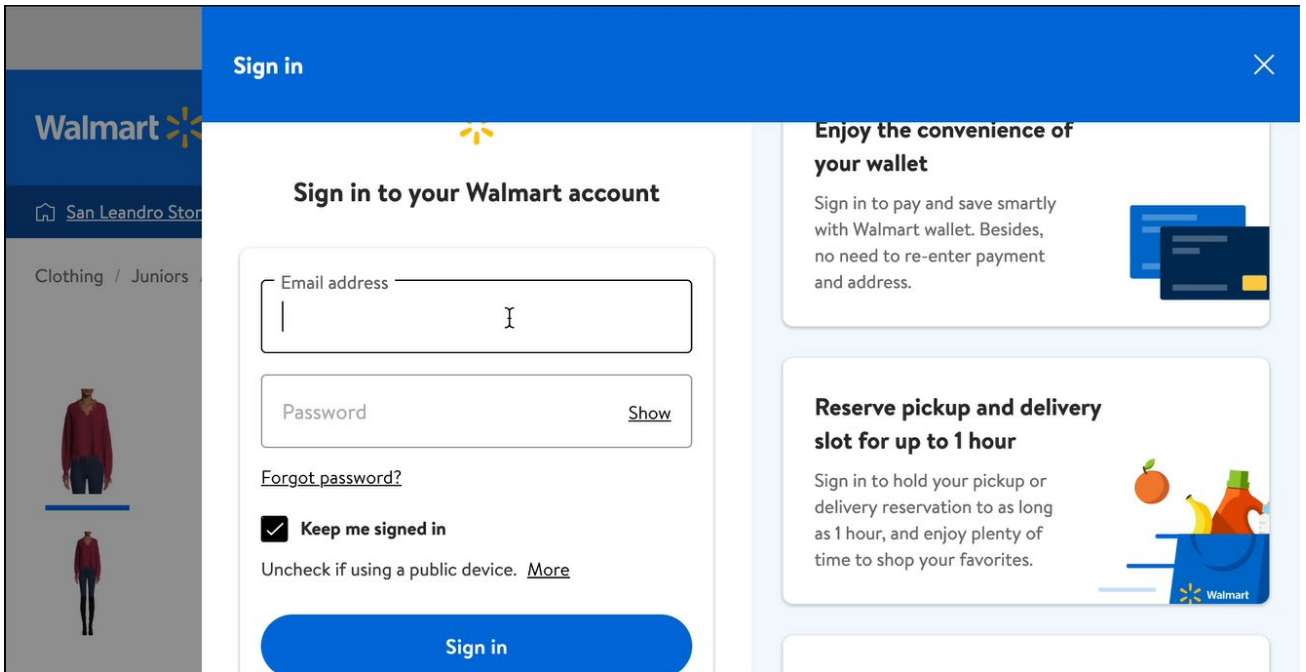 Sign in
Walmart
San Leandro Stor
Clothing / Juniors /
Sign in to your Walmart account
Email address
Password
Show
Forgot password?
Keep me signed in
Uncheck if using a public device. More
Sign in
Enjoy the convenience of
your wallet
Sign in to pay and save smartly
with Walmart wallet. Besides,
no need to re-enter payment
and address.
Reserve pickup and delivery
slot for up to 1 hour
Sign in to hold your pickup or
delivery reservation to as long
as 1 hour, and enjoy plenty of
time to shop your favorites.
Walmart